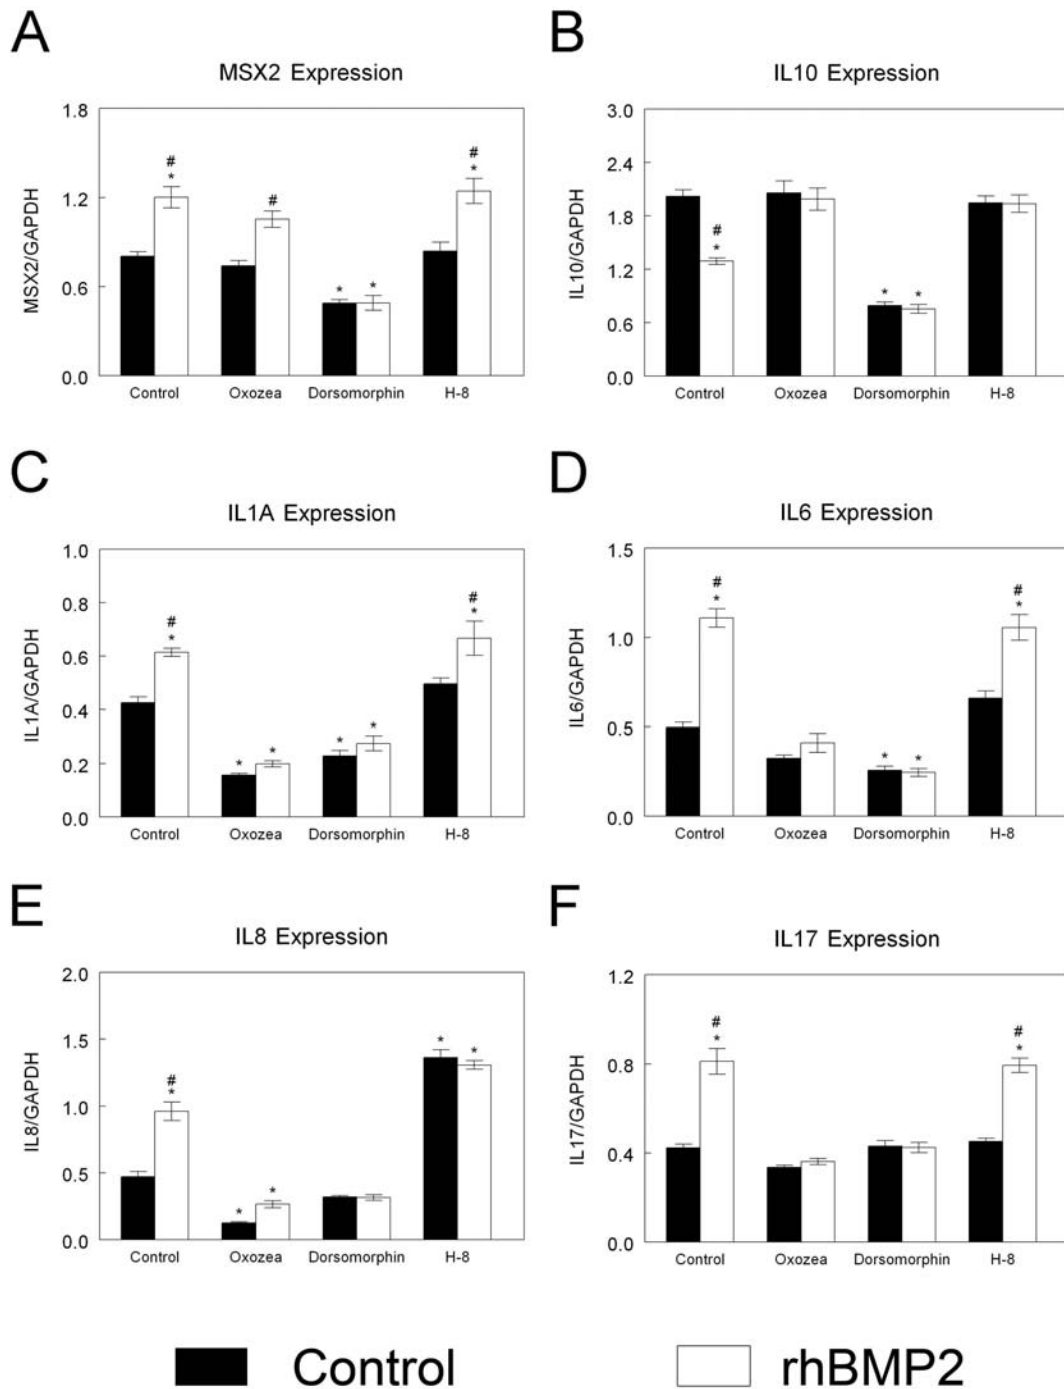 A
MSX2 Expression
MSX2/GAPDH
1.8
1.2
0.6
0.0
# * # # * * *
Control Oxozea Dorsomorphin H-8
B
IL10 Expression
IL10/GAPDH
3.0
2.4
1.8
1.2
0.6
0.0
# * * *
Control Oxozea Dorsomorphin H-8
C
IL1A Expression
IL1A/GAPDH
1.0
0.8
0.6
0.4
0.2
0.0
# * * * * * # *
Control Oxozea Dorsomorphin H-8
D
IL6 Expression
IL6/GAPDH
1.5
1.0
0.5
0.0
# * * * # *
Control Oxozea Dorsomorphin H-8
E
IL8 Expression
IL8/GAPDH
2.0
1.5
1.0
0.5
0.0
# * * * * *
Control Oxozea Dorsomorphin H-8
F
IL17 Expression
IL17/GAPDH
1.2
0.8
0.4
0.0
# * # *
Control Oxozea Dorsomorphin H-8
Control rhBMP2